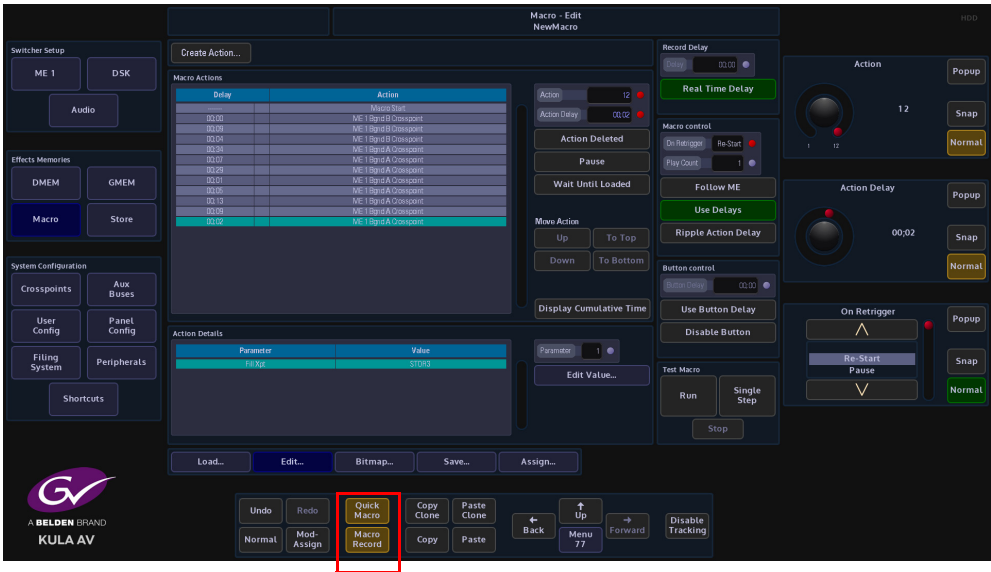 Macro - Edit
NewMacro
HDD
Switcher Setup
ME 1
DSK
Audio
Effects Memories
DMEM
GMEM
Macro
Store
System Configuration
Crosspoints
Aux
Buses
User
Config
Panel
Config
Filing
System
Peripherals
Shortcuts
Create Action...
Macro Actions
Delay Action
------ Macro Start
00;00 ME 1 Bgnd B Crosspoint
00;09 ME 1 Bgnd B Crosspoint
00;04 ME 1 Bgnd B Crosspoint
00;34 ME 1 Bgnd A Crosspoint
00;07 ME 1 Bgnd A Crosspoint
00;29 ME 1 Bgnd A Crosspoint
00;01 ME 1 Bgnd A Crosspoint
00;05 ME 1 Bgnd A Crosspoint
00;13 ME 1 Bgnd A Crosspoint
00;09 ME 1 Bgnd A Crosspoint
00;02 ME 1 Bgnd A Crosspoint
Action 12
Action Delay 00;02
Action Deleted
Pause
Wait Until Loaded
Move Action
Up
To Top
Down
To Bottom
Display Cumulative Time
Action Details
Parameter Value
Fill Xpt STOR3
Parameter 1
Edit Value...
Record Delay
Delay 00;00
Real Time Delay
Macro control
On Retrigger Re-Start
Play Count 1
Follow ME
Use Delays
Ripple Action Delay
Button control
Button Delay 00;00
Use Button Delay
Disable Button
Test Macro
Run
Single
Step
Stop
Action
12
1 12
Popup
Snap
Normal
Action Delay
00;02
Popup
Snap
Normal
On Retrigger
Re-Start
Pause
Popup
Snap
Normal
Load...
Edit...
Bitmap...
Save...
Assign...
GV
A BELDEN BRAND
KULA AV
Undo
Redo
Quick
Macro
Copy
Clone
Paste
Clone
Normal
Mod-
Assign
Macro
Record
Copy
Paste
Back
Up
Menu
77
Forward
Disable
Tracking